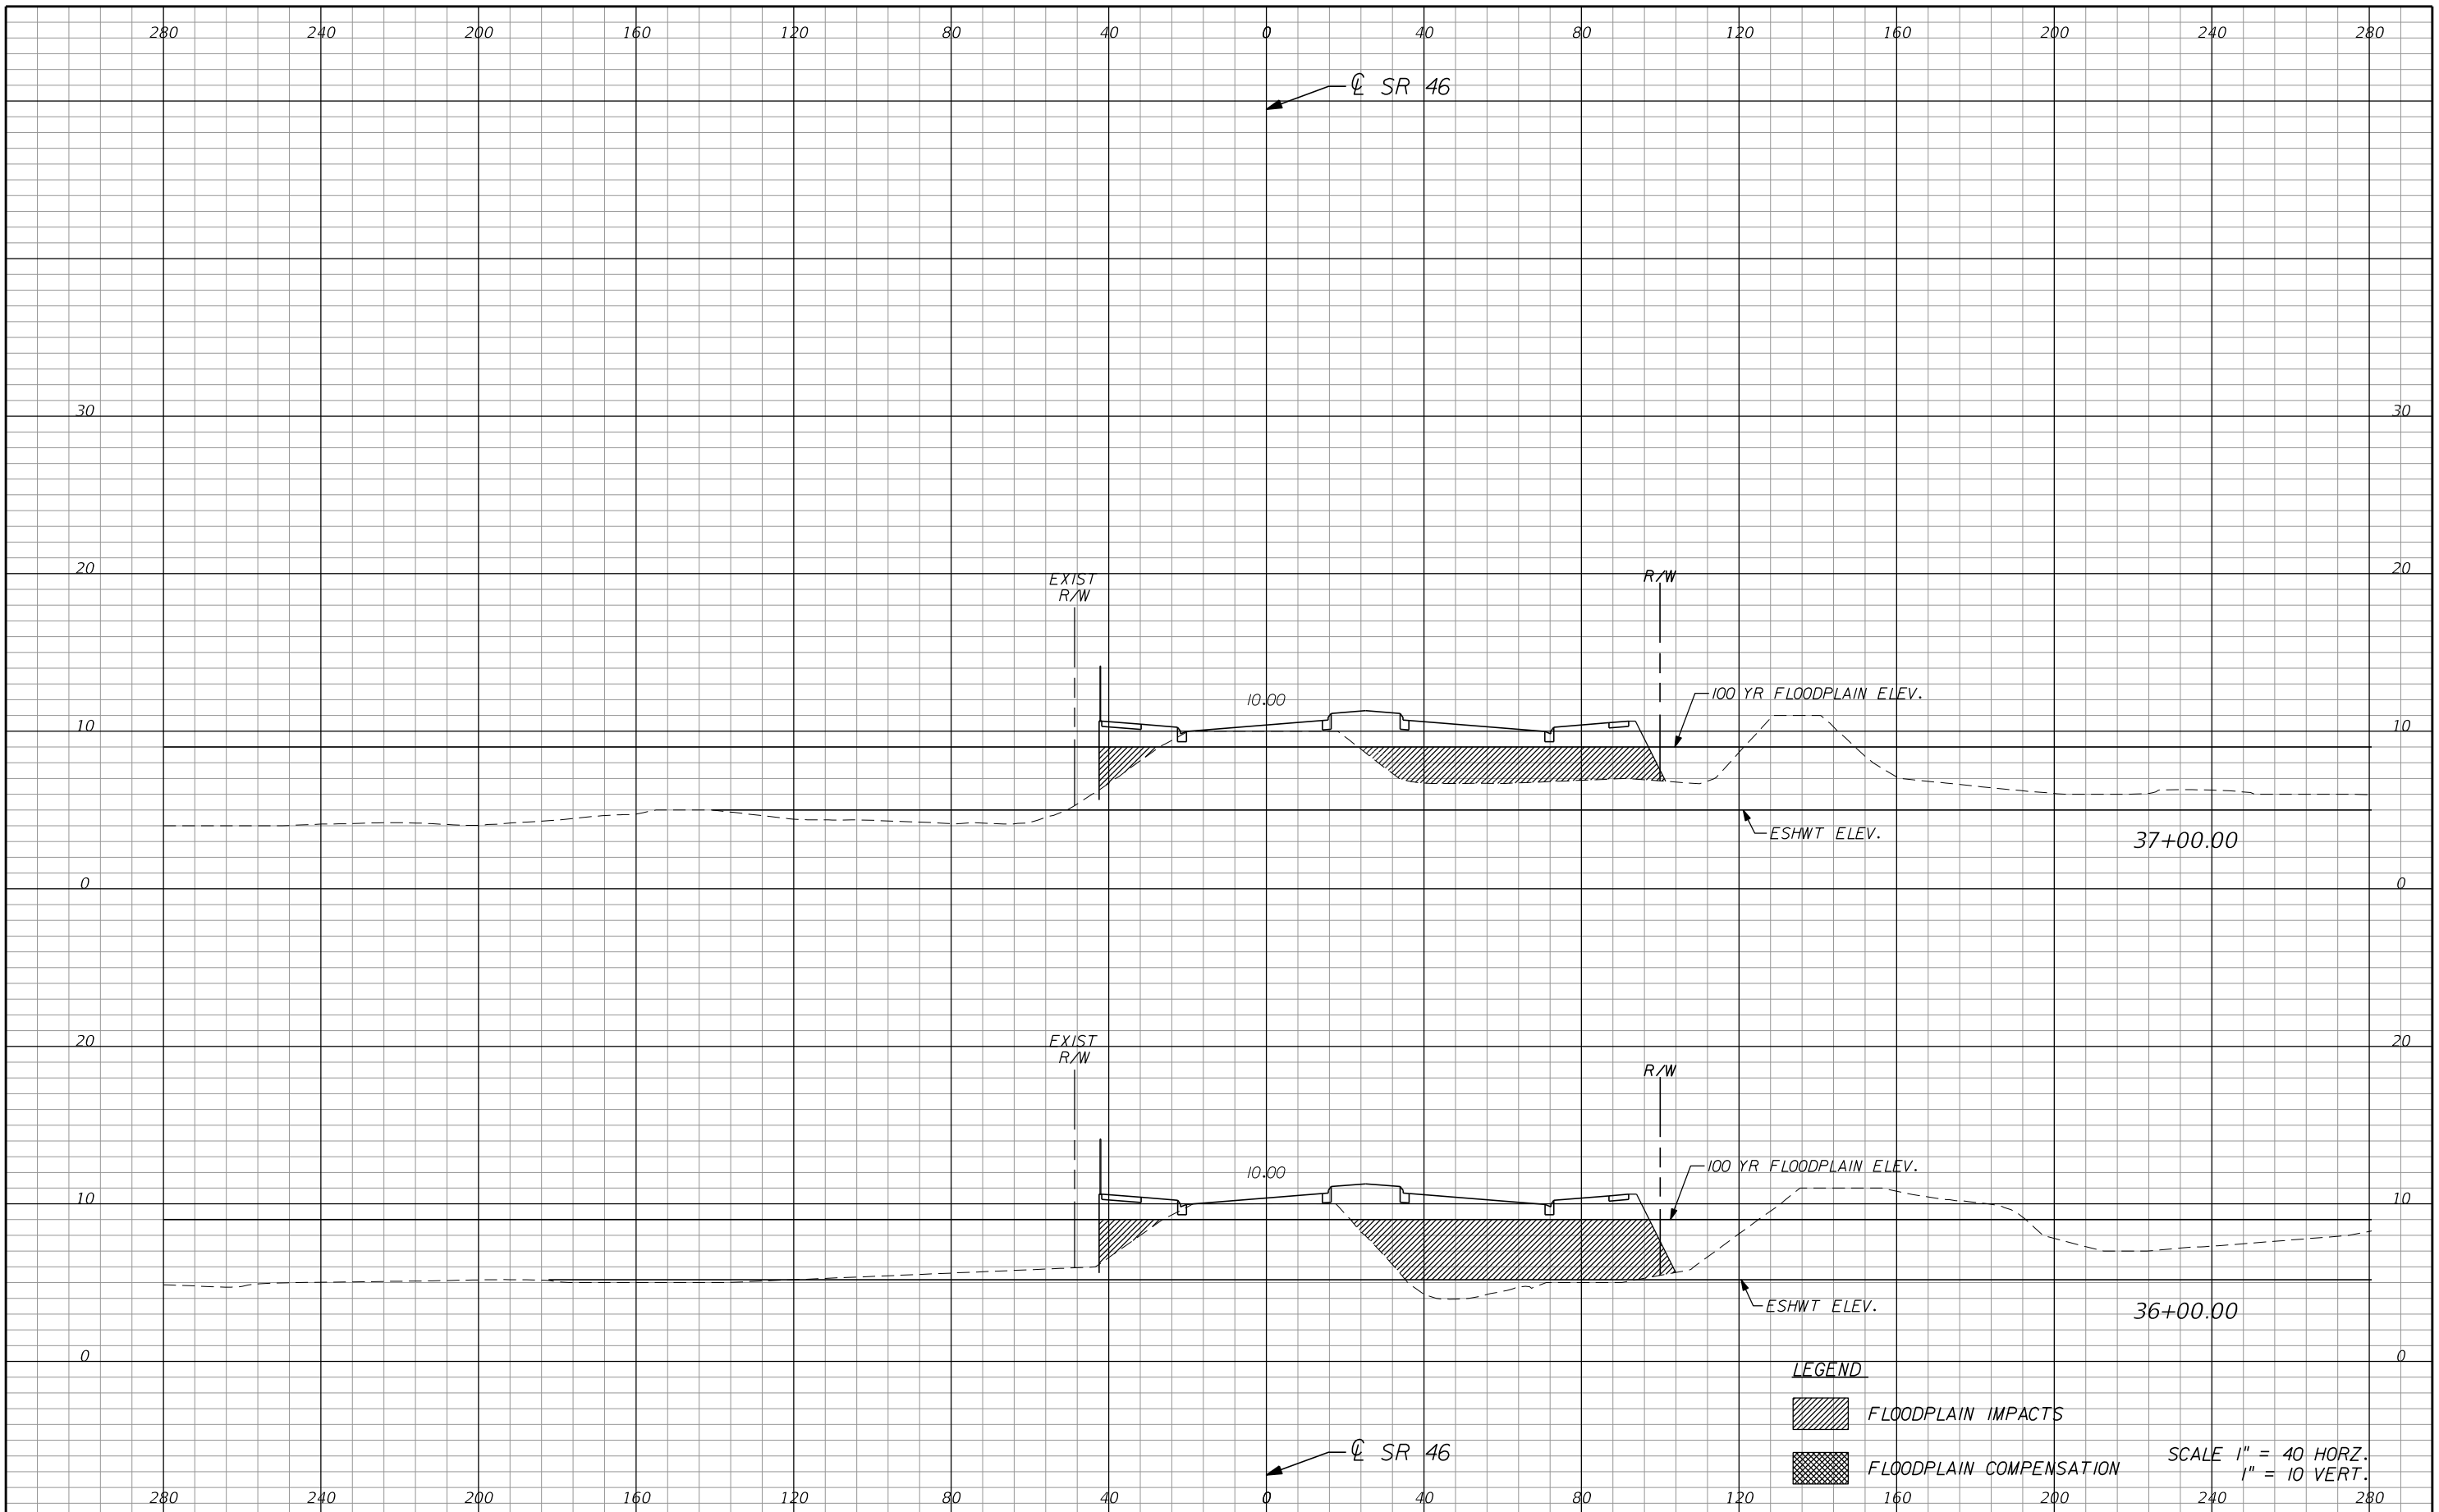 280 240 200 160 120 80 40 0 40 80 120 160 200 240 280
℄ SR 46
30 30
20 20
EXIST
R/W
R/W
100 YR FLOODPLAIN ELEV.
10.00
10 10
ESHWT ELEV.
37+00.00
0 0
20 20
EXIST
R/W
R/W
100 YR FLOODPLAIN ELEV.
10.00
10 10
ESHWT ELEV.
36+00.00
0 0
LEGEND
FLOODPLAIN IMPACTS
℄ SR 46
FLOODPLAIN COMPENSATION
SCALE 1" = 40 HORZ.
1" = 10 VERT.
280 240 200 160 120 80 40 0 40 80 120 160 200 240 280